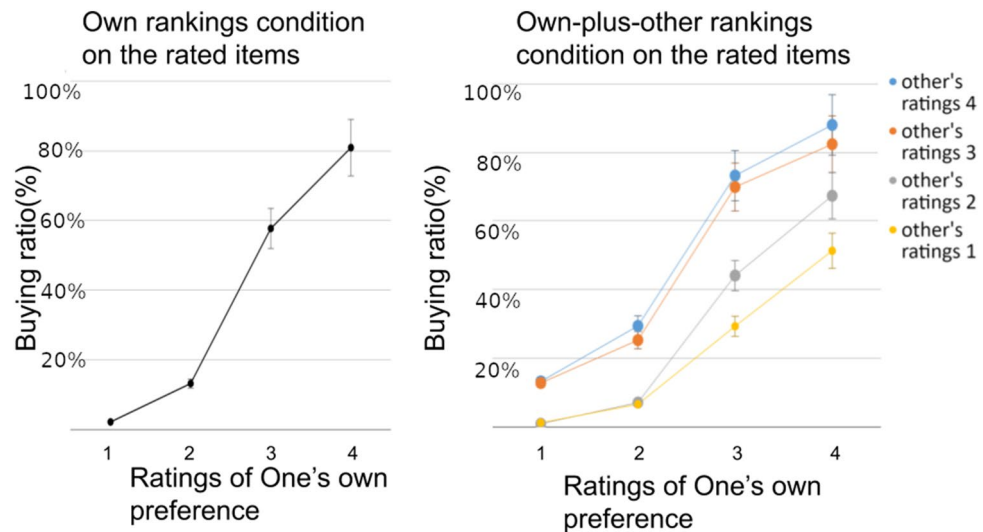 Own rankings condition
on the rated items
100%
80%
60%
40%
20%
Buying ratio(%)
1 2 3 4
Ratings of One's own
preference
Own-plus-other rankings
condition on the rated items
100%
80%
60%
40%
20%
Buying ratio(%)
1 2 3 4
Ratings of One's own
preference
other's
ratings 4
other's
ratings 3
other's
ratings 2
other's
ratings 1